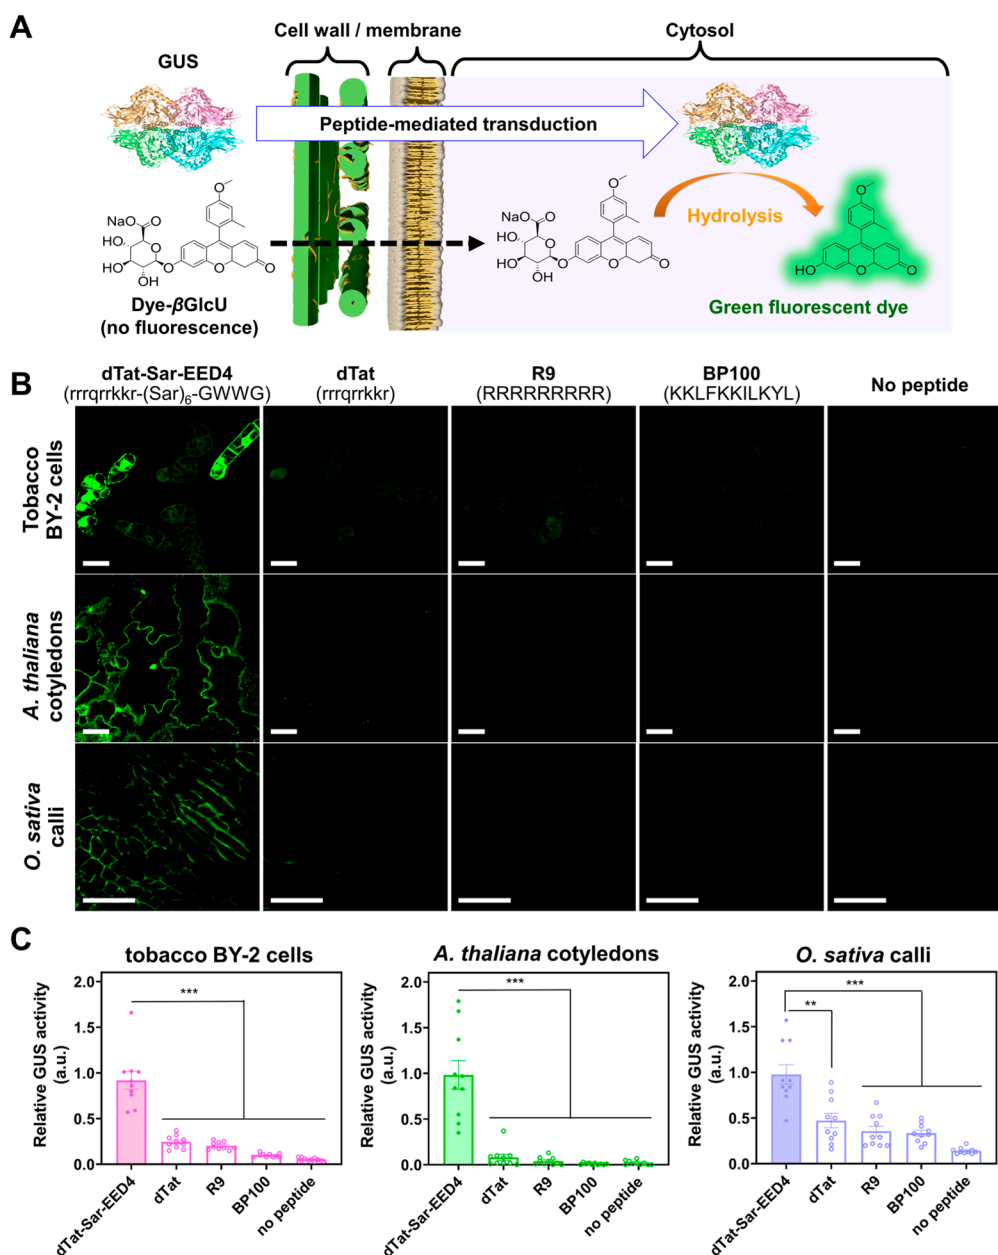 A
Cell wall / membrane
Cytosol
GUS
Peptide-mediated transduction
NaO
O
HO
HO
OH
O
O
O
O
Dye-βGlcU
(no fluorescence)
NaO
O
HO
HO
OH
O
O
O
O
O
Hydrolysis
O
HO
O
O
Green fluorescent dye
B
dTat-Sar-EED4
(rrrqrrkkr-(Sar)6-GWWG)
dTat
(rrrqrrkkr)
R9
(RRRRRRRRR)
BP100
(KKLFKKILKYL)
No peptide
Tobacco
BY-2 cells
A. thaliana
cotyledons
O. sativa
calli
C
tobacco BY-2 cells
Relative GUS activity
(a.u.)
2.0
1.5
1.0
0.5
0.0
***
dTat-Sar-EED4
dTat
R9
BP100
no peptide
A. thaliana cotyledons
Relative GUS activity
(a.u.)
2.0
1.5
1.0
0.5
0.0
***
dTat-Sar-EED4
dTat
R9
BP100
no peptide
O. sativa calli
Relative GUS activity
(a.u.)
2.0
1.5
1.0
0.5
0.0
***
**
dTat-Sar-EED4
dTat
R9
BP100
no peptide